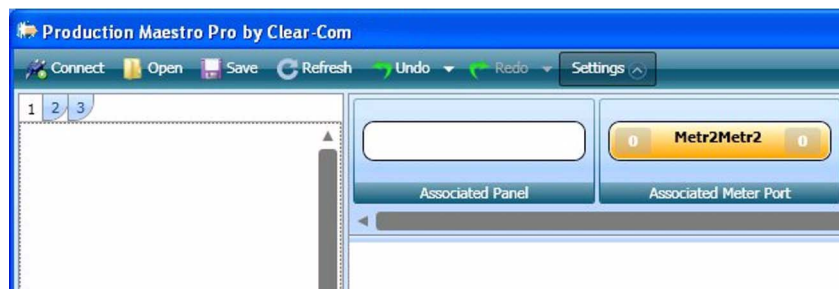 Production Maestro Pro by Clear-Com
Connect Open Save Refresh Undo Redo Settings
1 2 3
0 Metr2Metr2 0
Associated Panel Associated Meter Port